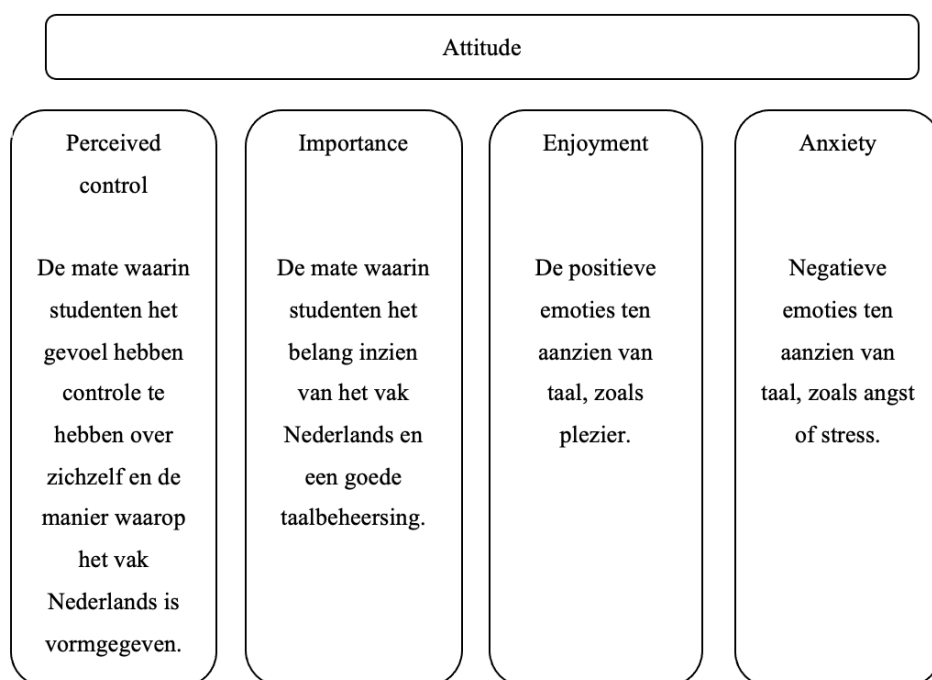 Attitude
Perceived
control
De mate waarin
studenten het
gevoel hebben
controle te
hebben over
zichzelf en de
manier waarop
het vak
Nederlands is
vormgegeven.
Importance
De mate waarin
studenten het
belang inzien
van het vak
Nederlands en
een goede
taalbeheersing.
Enjoyment
De positieve
emoties ten
aanzien van
taal, zoals
plezier.
Anxiety
Negatieve
emoties ten
aanzien van
taal, zoals angst
of stress.